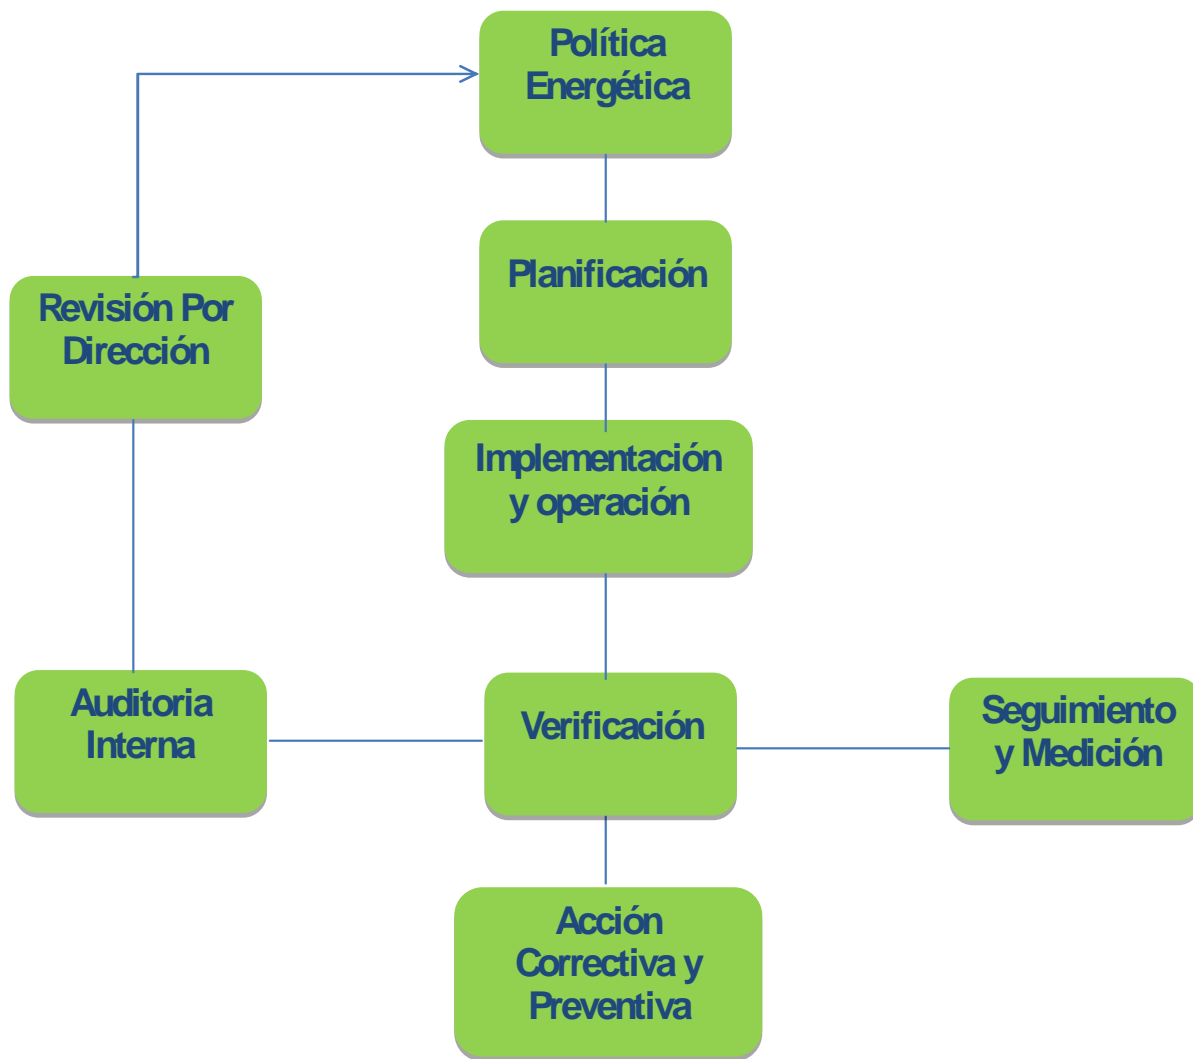 Política
Energética
Planificación
Revisión Por
Dirección
Implementación
y operación
Auditoria
Interna
Verificación
Seguimiento
y Medición
Acción
Correctiva y
Preventiva